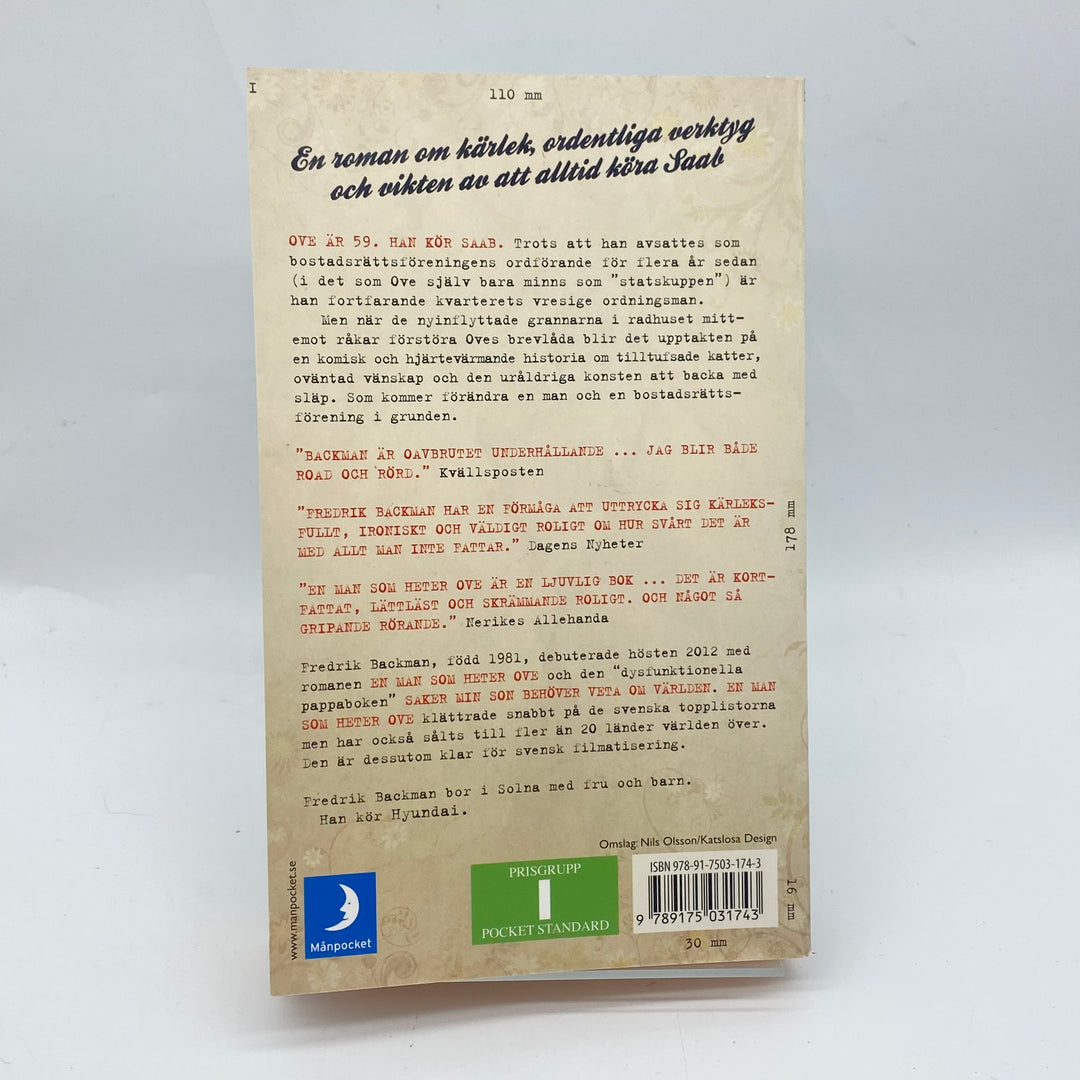 I
110 mm
En roman om kärlek, ordentliga verktyg
och vikten av att alltid köra Saab
OVE ÄR 59. HAN KÖR SAAB. Trots att han avsattes som
bostadsrättsföreningens ordförande för flera år sedan
(i det som Ove själv bara minns som "statskuppen") är
han fortfarande kvarterets vresige ordningsman.
Men när de nyinflyttade grannarna i radhuset mitt-
emot råkar förstöra Oves brevlåda blir det upptakten på
en komisk och hjärtevärmande historia om tilltufsade katter,
oväntad vänskap och den uråldriga konsten att backa med
släp. Som kommer förändra en man och en bostadsrätts-
förening i grunden.
"BACKMAN ÄR OAVBRUTET UNDERHÅLLANDE ... JAG BLIR BÅDE
ROAD OCH RÖRD." Kvällsposten
"FREDRIK BACKMAN HAR EN FÖRMÅGA ATT UTTRYCKA SIG KÄRLEKS-
FULLT, IRONISKT OCH VÄLDIGT ROLIGT OM HUR SVÅRT DET ÄR
MED ALLT MAN INTE FATTAR." Dagens Nyheter
178 mm
"EN MAN SOM HETER OVE ÄR EN LJUVLIG BOK ... DET ÄR KORT-
FATTAT, LÄTTLÄST OCH SKRÄMMANDE ROLIGT. OCH NÅGOT SÅ
GRIPANDE RÖRANDE." Nerikes Allehanda
Fredrik Backman, född 1981, debuterade hösten 2012 med
romanen EN MAN SOM HETER OVE och den "dysfunktionella
pappaboken" SAKER MIN SON BEHÖVER VETA OM VÄRLDEN. EN MAN
SOM HETER OVE klättrade snabbt på de svenska topplistorna
men har också sålts till fler än 20 länder världen över.
Den är dessutom klar för svensk filmatisering.
Fredrik Backman bor i Solna med fru och barn.
Han kör Hyundai.
Omslag: Nils Olsson/Katslosa Design
www.manpocket.se
Månpocket
PRISGRUPP
I
POCKET STANDARD
ISBN 978-91-7503-174-3
9 789175 031743
16 mm
30 mm